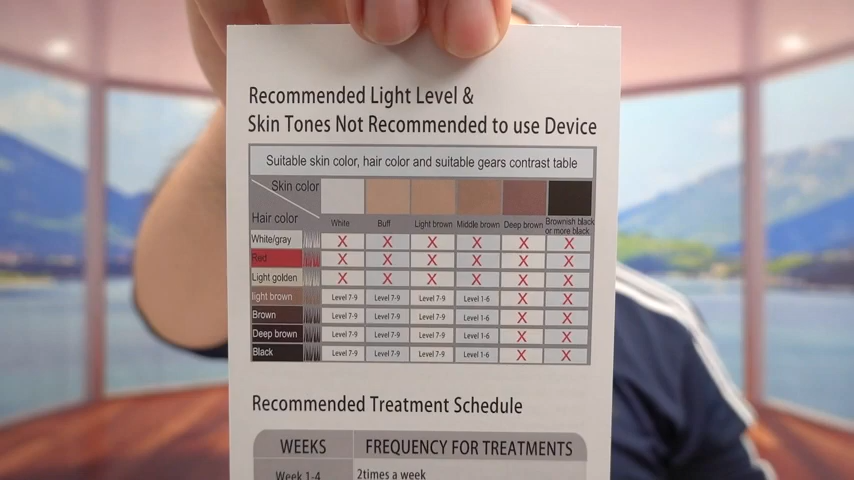 Recommended Light Level &
Skin Tones Not Recommended to use Device
Suitable skin color, hair color and suitable gears contrast table
Skin color
Hair color
White Buff Light brown Middle brown Deep brown Brownish black or more black
White/gray X X X X X X
Red X X X X X X
Light golden X X X X X X
light brown Level 7-9 Level 7-9 Level 7-9 Level 1-6 X X
Brown Level 7-9 Level 7-9 Level 7-9 Level 1-6 X X
Deep brown Level 7-9 Level 7-9 Level 7-9 Level 1-6 X X
Black Level 7-9 Level 7-9 Level 7-9 Level 1-6 X X
Recommended Treatment Schedule
WEEKS FREQUENCY FOR TREATMENTS
Week 1-4 2times a week